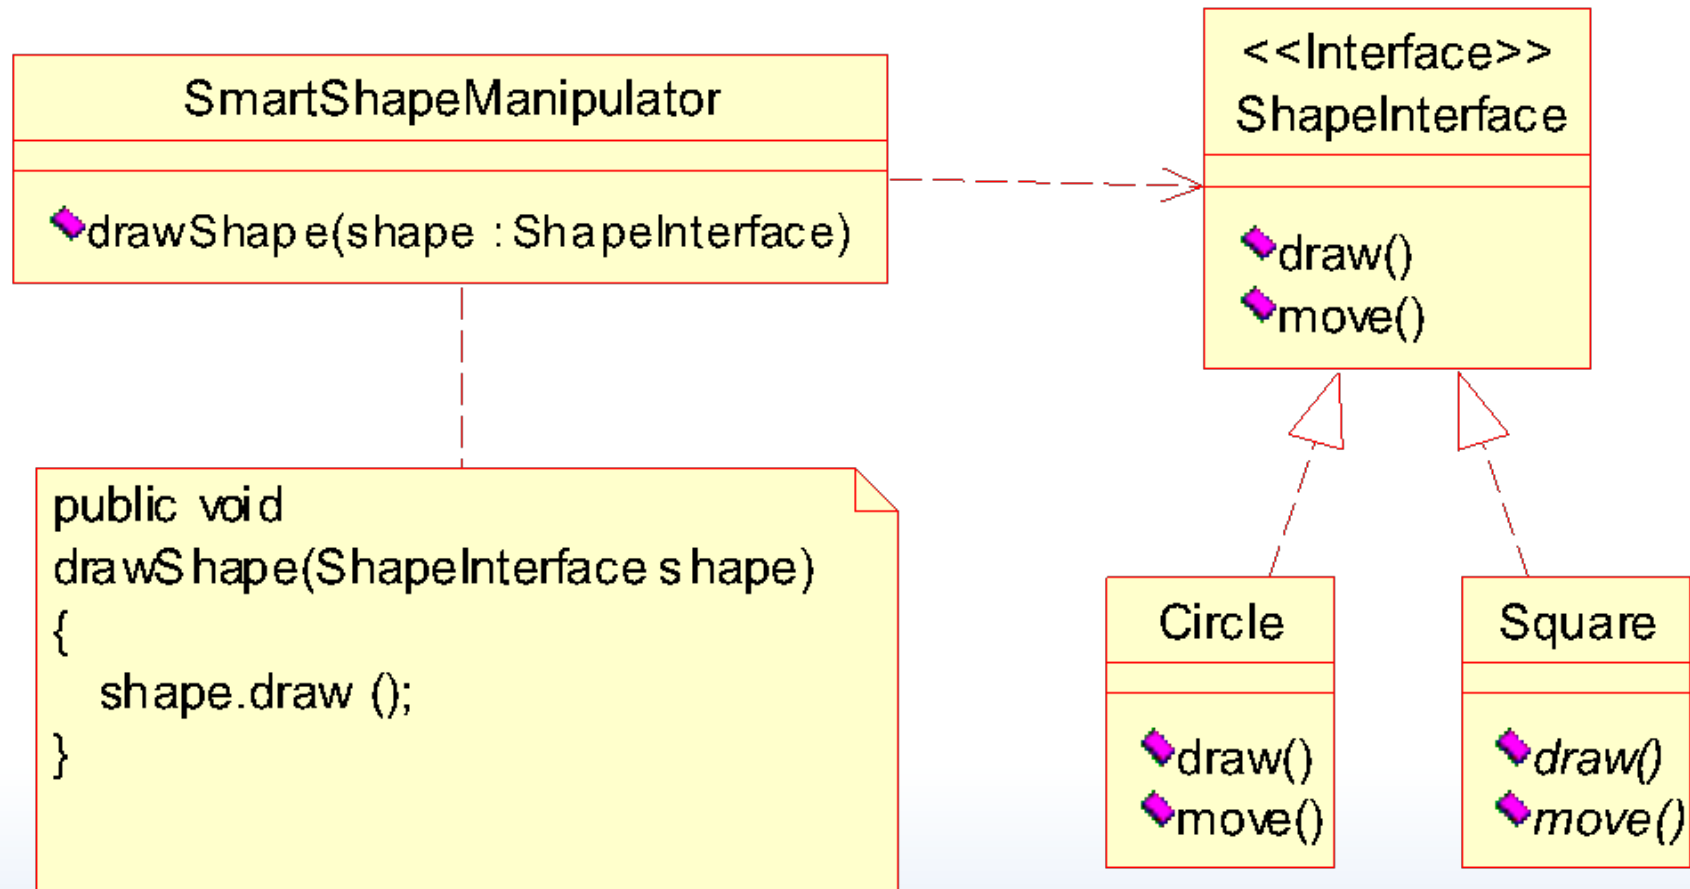 SmartShapeManipulator
drawShape(shape : ShapeInterface)
<<Interface>>
ShapeInterface
draw()
move()
public void
drawShape(ShapeInterface shape)
{
shape.draw ();
}
Circle
draw()
move()
Square
draw()
move()